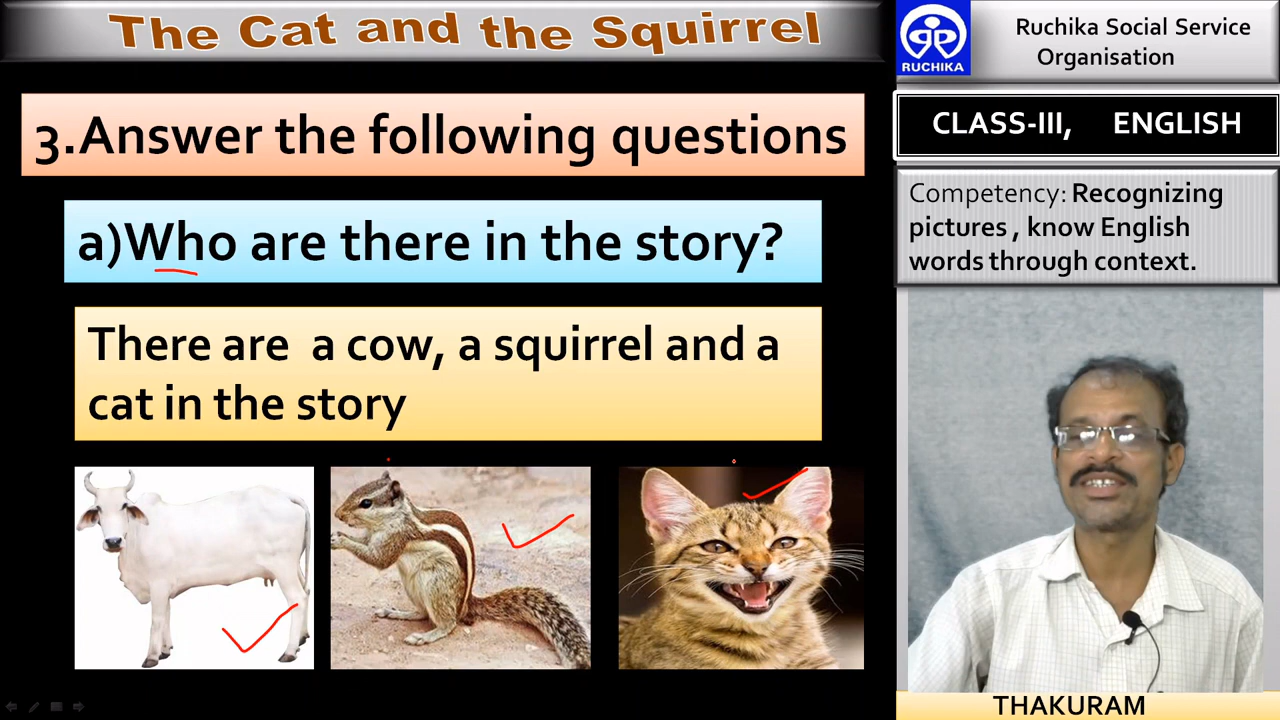 The Cat and the Squirrel
3.Answer the following questions
a)Who are there in the story?
There are a cow, a squirrel and a
cat in the story
RUCHIKA
Ruchika Social Service
Organisation
CLASS-III, ENGLISH
Competency: Recognizing
pictures , know English
words through context.
THAKURAM